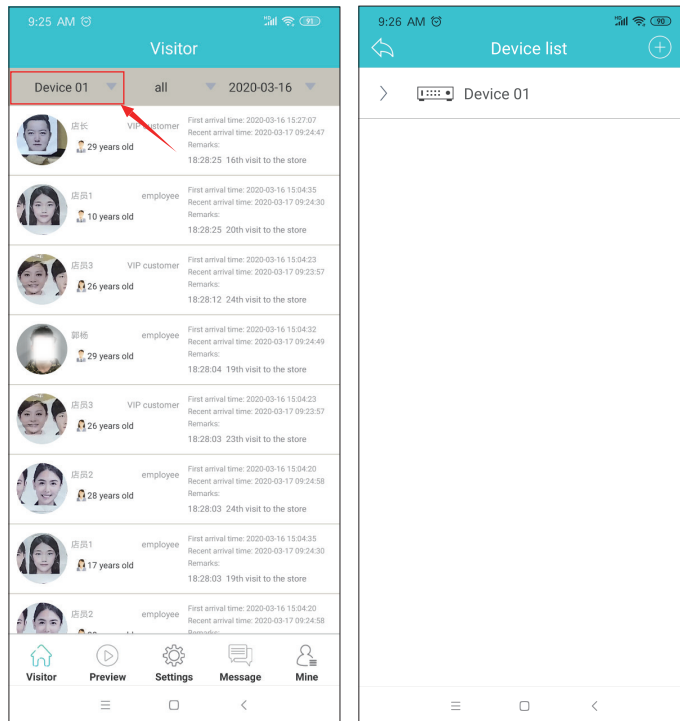 9:25 AM
91
Visitor
Device 01 all 2020-03-16
店长 VIP customer
29 years old
First arrival time: 2020-03-16 15:27:07
Recent arrival time: 2020-03-17 09:24:47
Remarks:
18:28:25 16th visit to the store
店员1 employee
10 years old
First arrival time: 2020-03-16 15:04:35
Recent arrival time: 2020-03-17 09:24:30
Remarks:
18:28:25 20th visit to the store
店员3 VIP customer
26 years old
First arrival time: 2020-03-16 15:04:23
Recent arrival time: 2020-03-17 09:23:57
Remarks:
18:28:12 24th visit to the store
郭杨 employee
29 years old
First arrival time: 2020-03-16 15:04:32
Recent arrival time: 2020-03-17 09:24:49
Remarks:
18:28:04 19th visit to the store
店员3 VIP customer
26 years old
First arrival time: 2020-03-16 15:04:23
Recent arrival time: 2020-03-17 09:23:57
Remarks:
18:28:03 23th visit to the store
店员2 employee
28 years old
First arrival time: 2020-03-16 15:04:20
Recent arrival time: 2020-03-17 09:24:58
Remarks:
18:28:03 24th visit to the store
店员1 employee
17 years old
First arrival time: 2020-03-16 15:04:35
Recent arrival time: 2020-03-17 09:24:30
Remarks:
18:28:03 19th visit to the store
店员2 employee
First arrival time: 2020-03-16 15:04:20
Recent arrival time: 2020-03-17 09:24:58
Remarks:
Visitor Preview Settings Message Mine
9:26 AM
90
Device list
Device 01